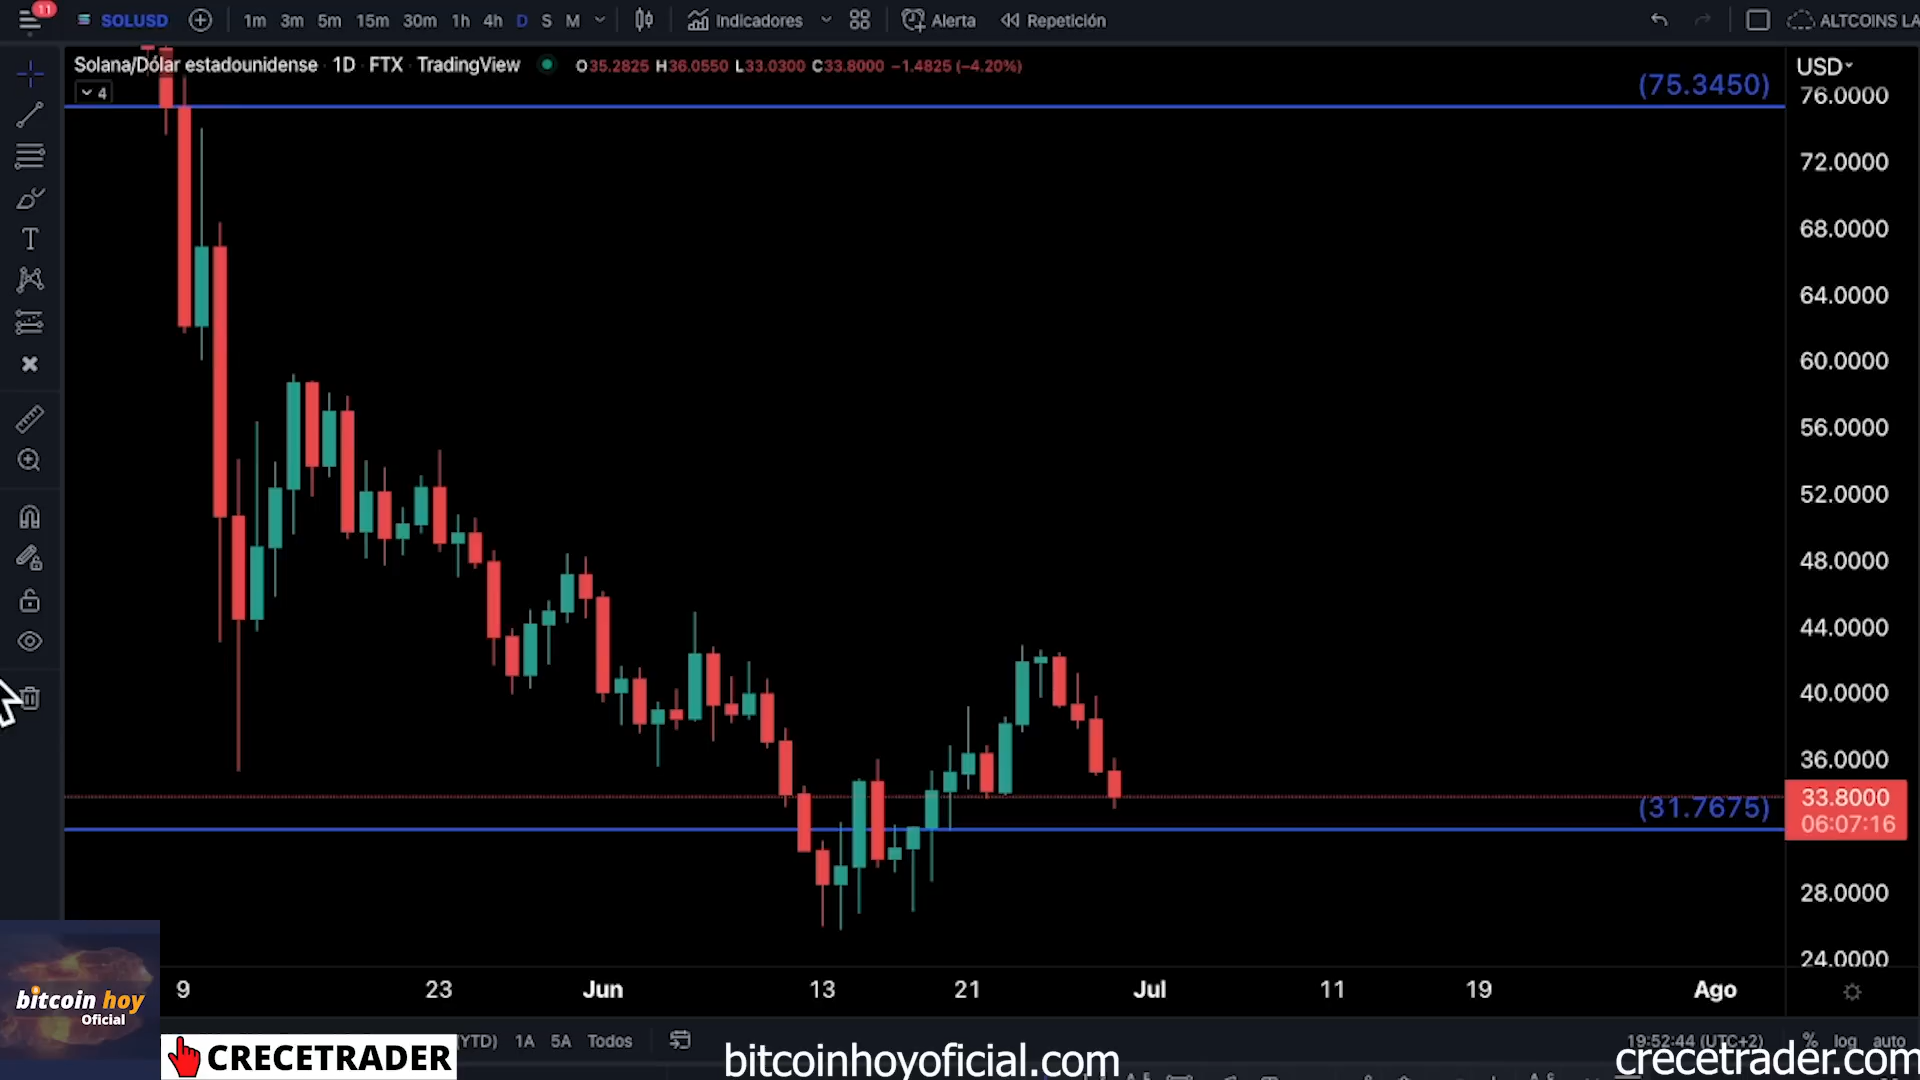 11
SOLUSD
1m 3m 5m 15m 30m 1h 4h D S M
Indicadores
Alerta
Repetición
ALTCOINS LA
Solana/Dólar estadounidense 1D FTX TradingView
O35.2825 H36.0550 L33.0300 C33.8000 −1.4825 (−4.20%)
4
USD
(75.3450)
76.0000
72.0000
68.0000
64.0000
60.0000
56.0000
52.0000
48.0000
44.0000
40.0000
36.0000
33.8000
(31.7675)
06:07:16
28.0000
24.0000
9 23 Jun 13 21 Jul 11 19 Ago
bitcoin hoy
Oficial
CRECETRADER
YTD) 1A 5A Todos
19:52:44 (UTC+2) % log auto
bitcoinhoyoficial.com
crecetrader.com